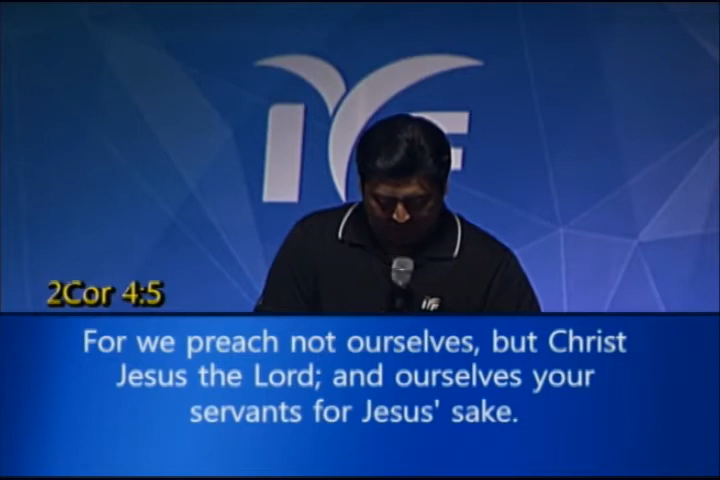 IYF
2Cor 4:5
For we preach not ourselves, but Christ
Jesus the Lord; and ourselves your
servants for Jesus' sake.